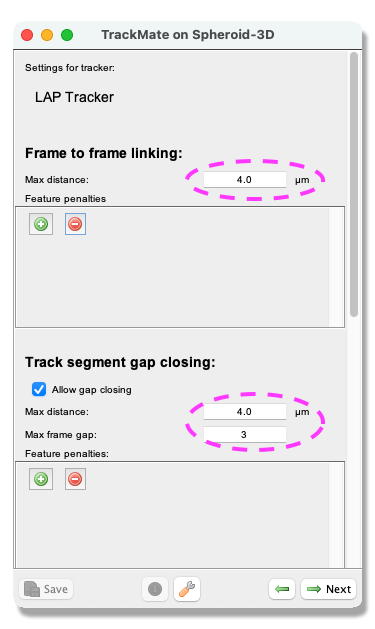 TrackMate on Spheroid-3D
Settings for tracker:
LAP Tracker
Frame to frame linking:
Max distance: 4.0 µm
Feature penalties
Track segment gap closing:
Allow gap closing
Max distance: 4.0 µm
Max frame gap: 3
Feature penalties:
Save Next